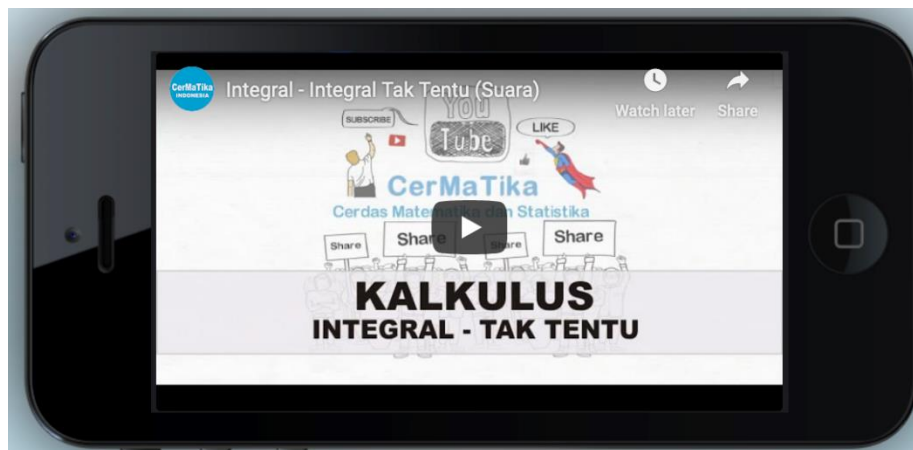 CerMaTika
INDONESIA
Integral - Integral Tak Tentu (Suara)
Watch later
Share
SUBSCRIBE
YOU
Tube
LIKE
CerMaTika
Cerdas Matematika dan Statistika
Share
Share
Share
Share
KALKULUS
INTEGRAL - TAK TENTU